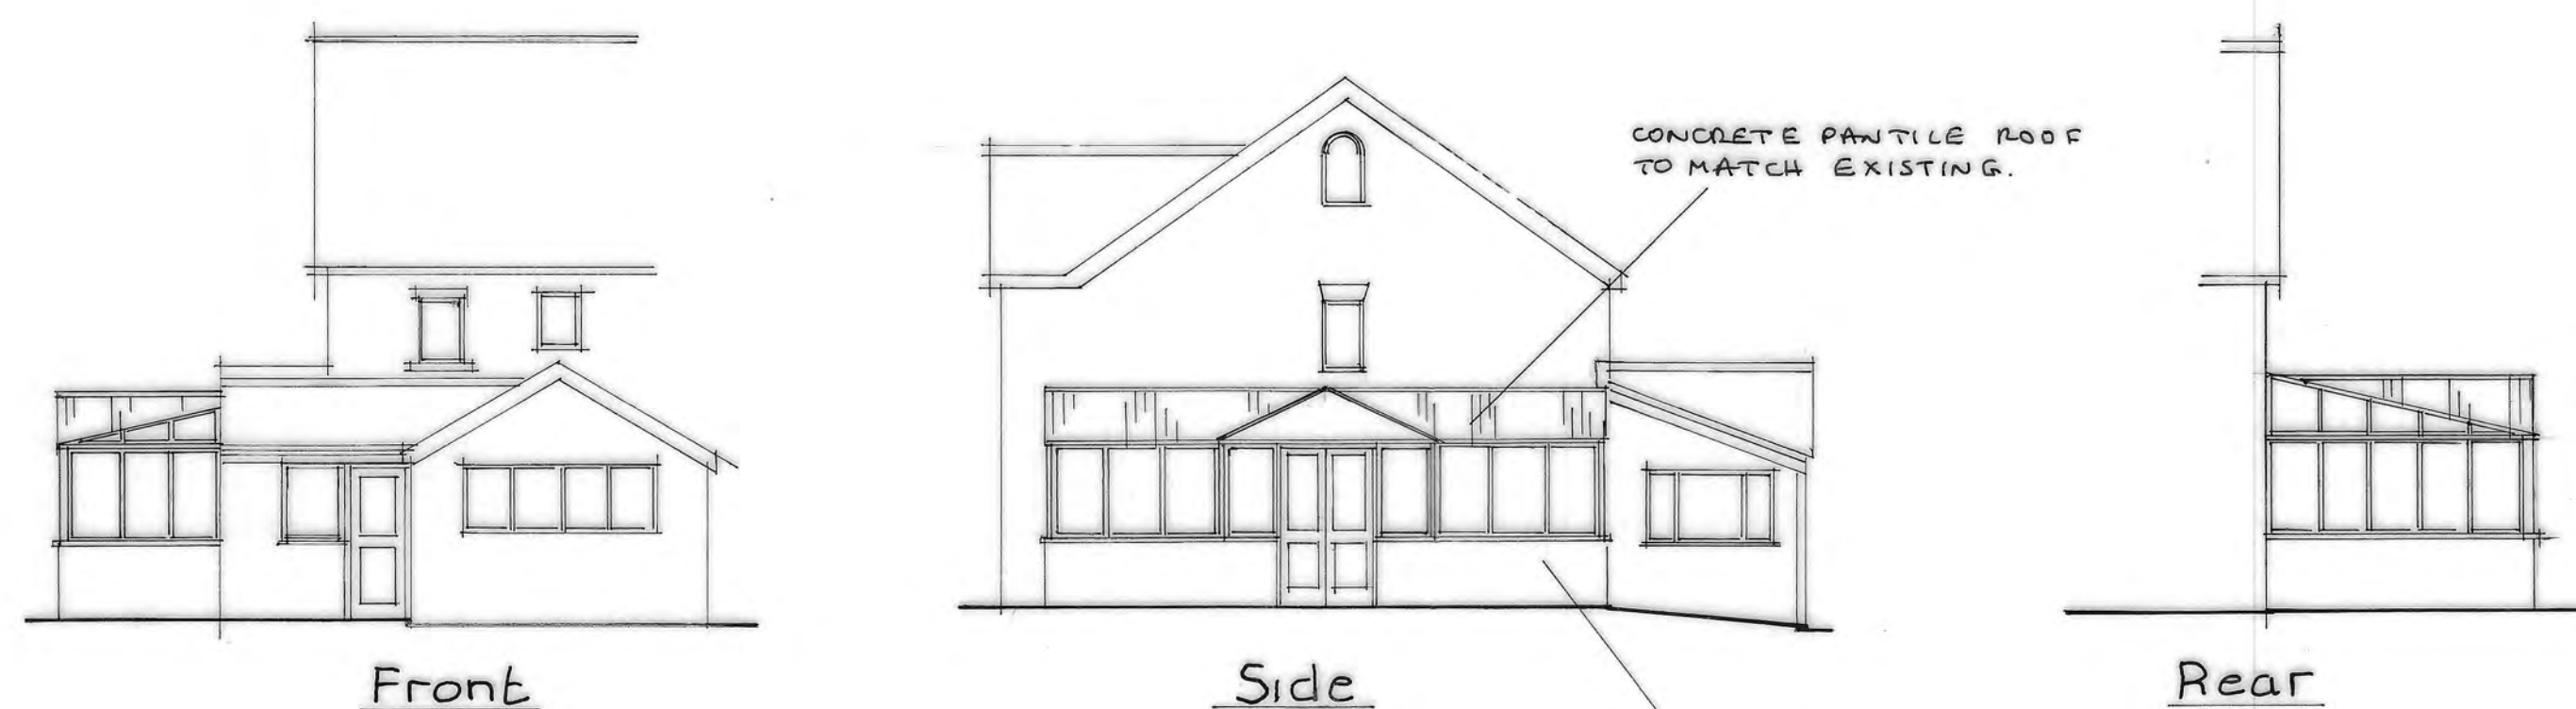 CONCRETE PANTILE ROOF
TO MATCH EXISTING.
Front
Side
Rear